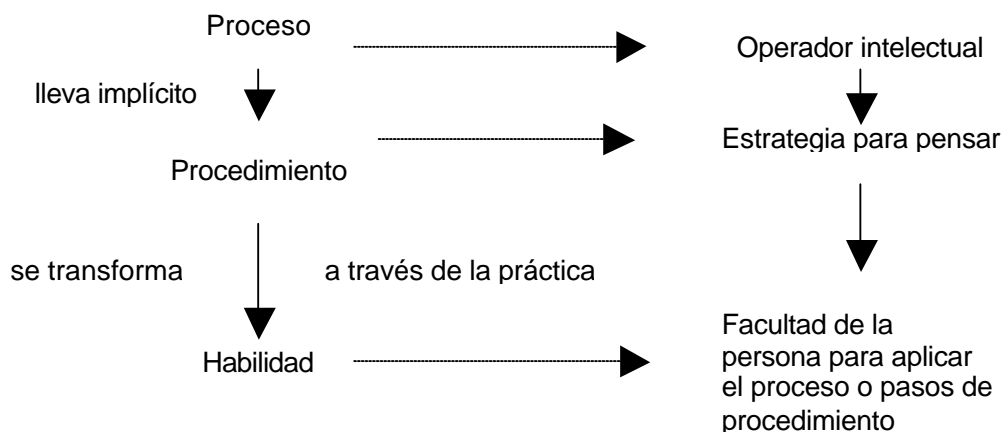 Proceso
Operador intelectual
lleva implícito
Estrategia para pensar
Procedimiento
se transforma
a través de la práctica
Habilidad
Facultad de la
persona para aplicar
el proceso o pasos de
procedimiento